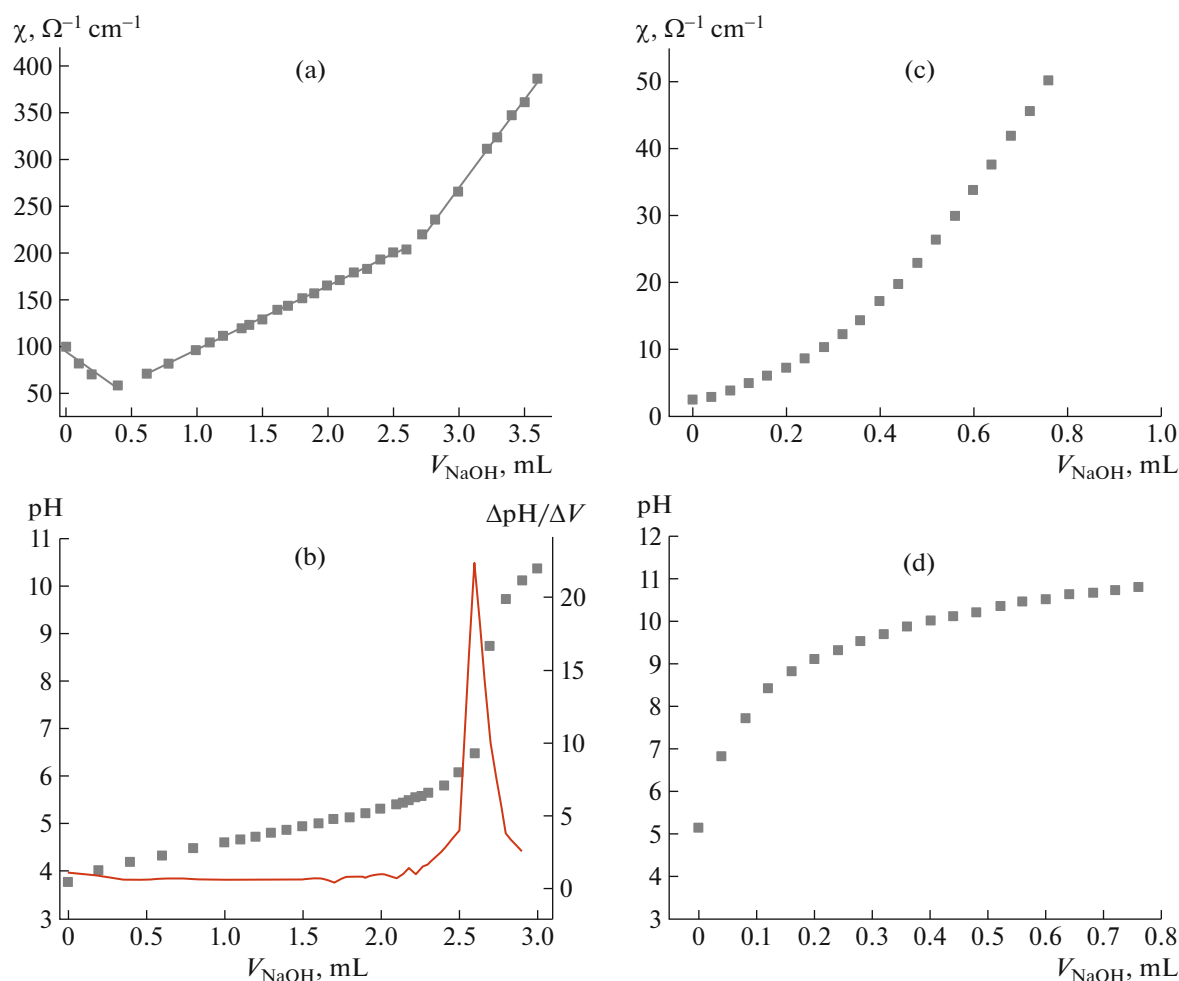 χ, Ω⁻¹ cm⁻¹
(a)
400
350
300
250
200
150
100
50
0 0.5 1.0 1.5 2.0 2.5 3.0 3.5
V_NaOH, mL
χ, Ω⁻¹ cm⁻¹
(c)
50
40
30
20
10
0
0 0.2 0.4 0.6 0.8 1.0
V_NaOH, mL
pH
ΔpH/ΔV
(b)
11
10
9
8
7
6
5
4
3
20
15
10
5
0
0 0.5 1.0 1.5 2.0 2.5 3.0
V_NaOH, mL
pH
(d)
12
11
10
9
8
7
6
5
4
3
0 0.1 0.2 0.3 0.4 0.5 0.6 0.7 0.8
V_NaOH, mL